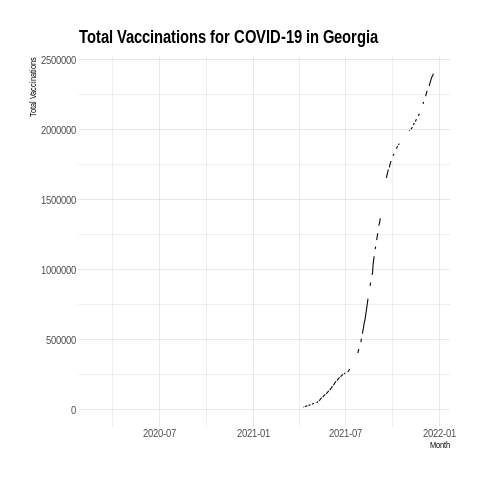 Total Vaccinations for COVID-19 in Georgia
Total Vaccinations
2500000
2000000
1500000
1000000
500000
0
2020-07 2021-01 2021-07 2022-01
Month